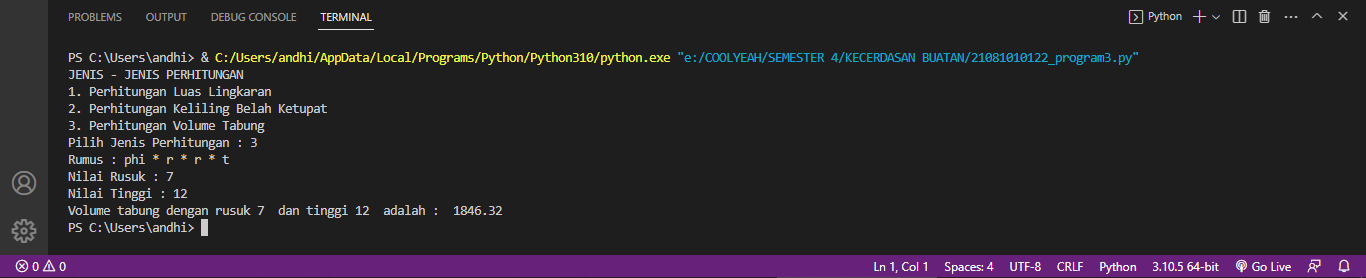 PROBLEMS OUTPUT DEBUG CONSOLE TERMINAL Python
PS C:\Users\andhi> & C:/Users/andhi/AppData/Local/Programs/Python/Python310/python.exe "e:/COOLYEAH/SEMESTER 4/KECERDASAN BUATAN/21081010122_program3.py"
JENIS - JENIS PERHITUNGAN
1. Perhitungan Luas Lingkaran
2. Perhitungan Keliling Belah Ketupat
3. Perhitungan Volume Tabung
Pilih Jenis Perhitungan : 3
Rumus : phi * r * r * t
Nilai Rusuk : 7
Nilai Tinggi : 12
Volume tabung dengan rusuk 7  dan tinggi 12  adalah :  1846.32
PS C:\Users\andhi>
0 0 Ln 1, Col 1 Spaces: 4 UTF-8 CRLF Python 3.10.5 64-bit Go Live